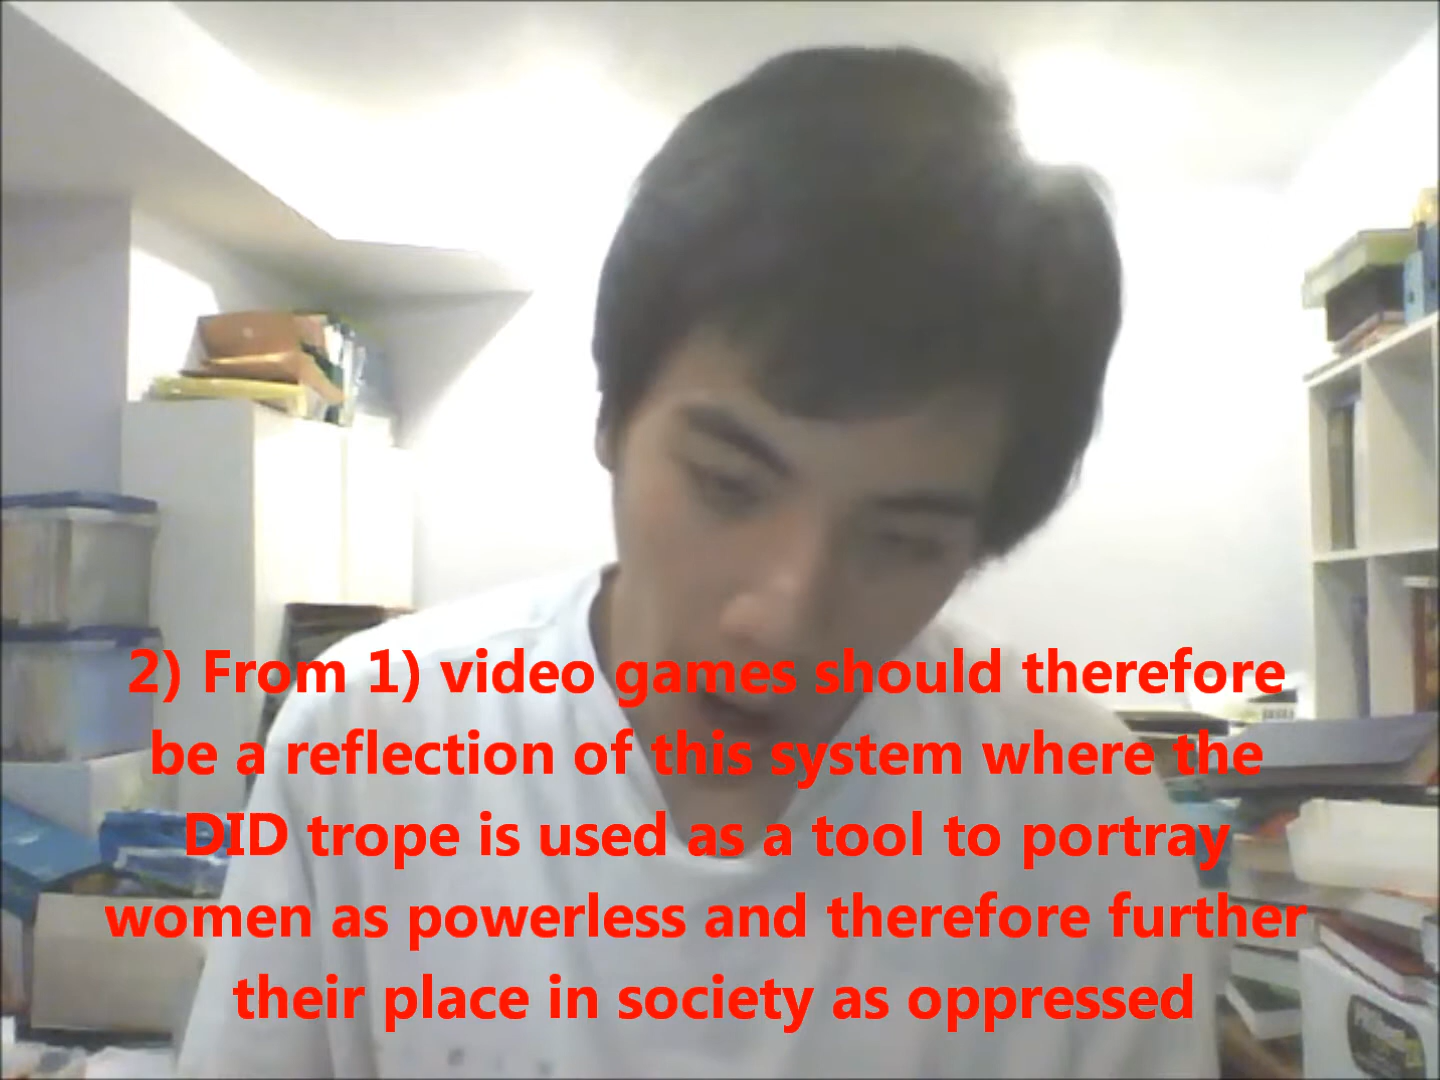 2) From 1) video games should therefore
be a reflection of this system where the
DID trope is used as a tool to portray
women as powerless and therefore further
their place in society as oppressed